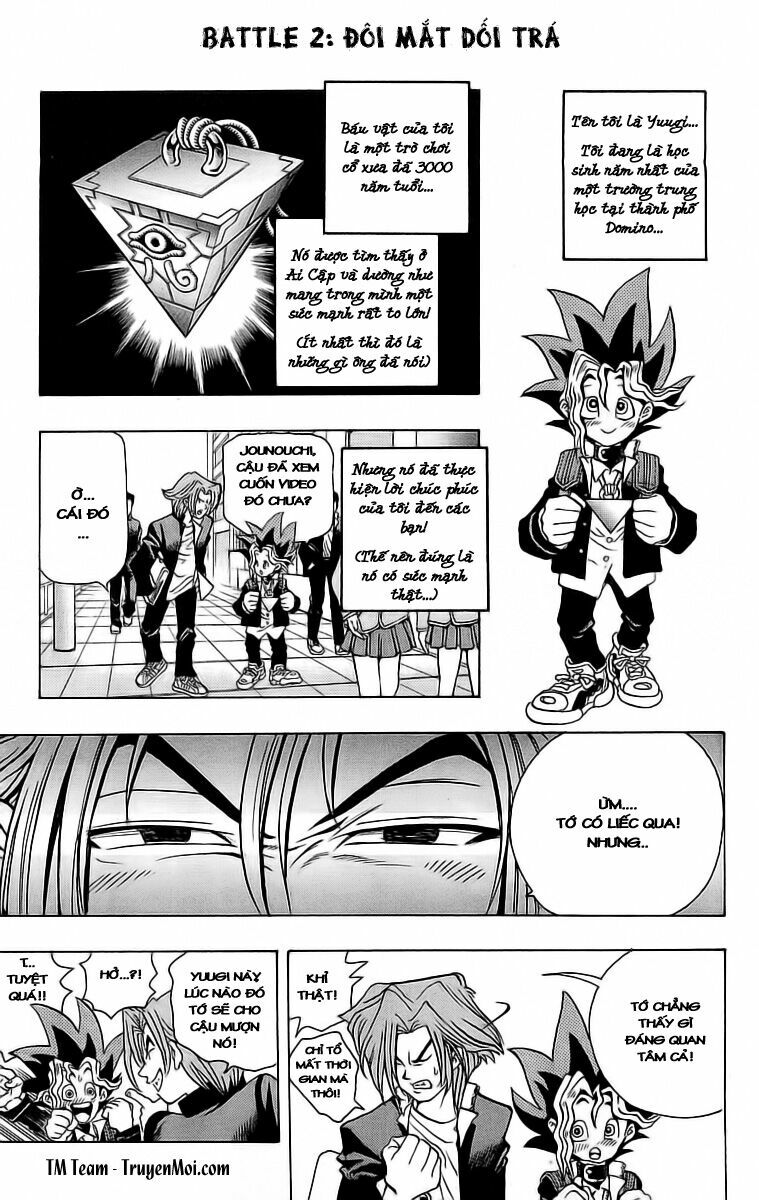 BATTLE 2: ĐÔI MẮT DỐI TRÁ
Tên tôi là Yuugi...
Tôi đang là học
sinh năm nhất của
một trường trung
học tại thành phố
Domino...
Báu vật của tôi
là một trò chơi
cổ xưa đã 3000
năm tuổi...
Nó được tìm thấy ở
Ai Cập và dường như
mang trong mình một
sức mạnh rất to lớn!
(Ít nhất thì đó là
những gì ông đã nói)
Nhưng nó đã thực
hiện lời chúc phúc
của tôi đến các
bạn!
(Thế nên đúng là
nó có sức mạnh
thật...)
JOUNOUCHI,
CẬU ĐÃ XEM
CUỐN VIDEO
ĐÓ CHƯA?
Ờ...
CÁI ĐÓ
...
ỪM....
TỚ CÓ LIẾC QUA!
NHƯNG..
TỚ CHẲNG
THẤY GÌ
ĐÁNG QUAN
TÂM CẢ!
KHỈ
THẬT!
CHỈ TỔ
MẤT THỜI
GIAN MÀ
THÔI!
YUUGI NÀY,
LÚC NÀO ĐÓ
TỚ SẼ CHO
CẬU MƯỢN
NÓ!
HỞ...?!
T...
TUYỆT
QUÁ!!
TM Team - TruyenMoi.com